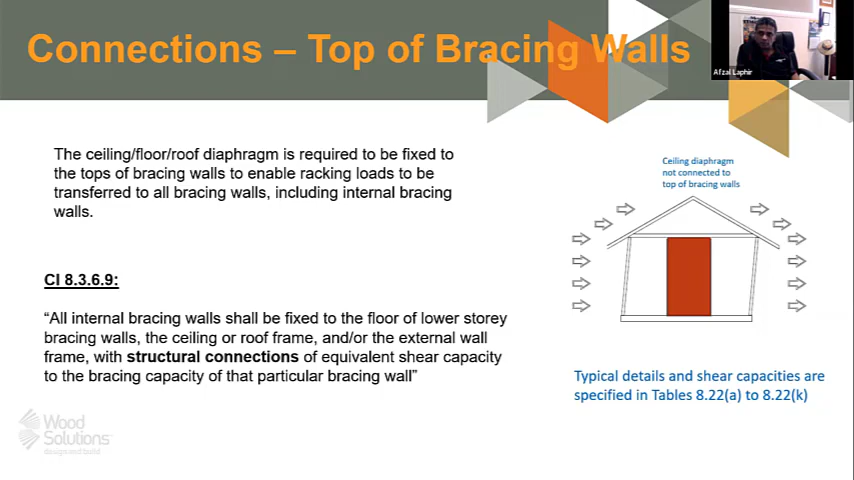 Connections – Top of Bracing Walls
Afzal Laphir
The ceiling/floor/roof diaphragm is required to be fixed to
the tops of bracing walls to enable racking loads to be
transferred to all bracing walls, including internal bracing
walls.
Ceiling diaphragm
not connected to
top of bracing walls
Cl 8.3.6.9:
“All internal bracing walls shall be fixed to the floor of lower storey
bracing walls, the ceiling or roof frame, and/or the external wall
frame, with structural connections of equivalent shear capacity
to the bracing capacity of that particular bracing wall”
Typical details and shear capacities are
specified in Tables 8.22(a) to 8.22(k)
Wood
Solutions
design and build